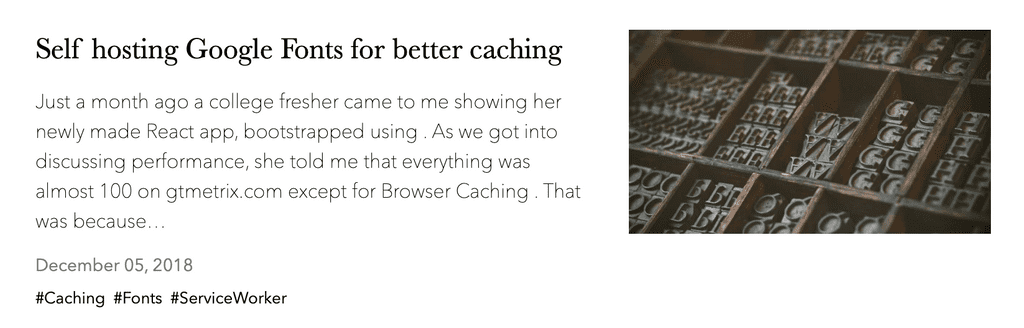 Self hosting Google Fonts for better caching
Just a month ago a college fresher came to me showing her
newly made React app, bootstrapped using . As we got into
discussing performance, she told me that everything was
almost 100 on gtmetrix.com except for Browser Caching . That
was because…
December 05, 2018
#Caching #Fonts #ServiceWorker